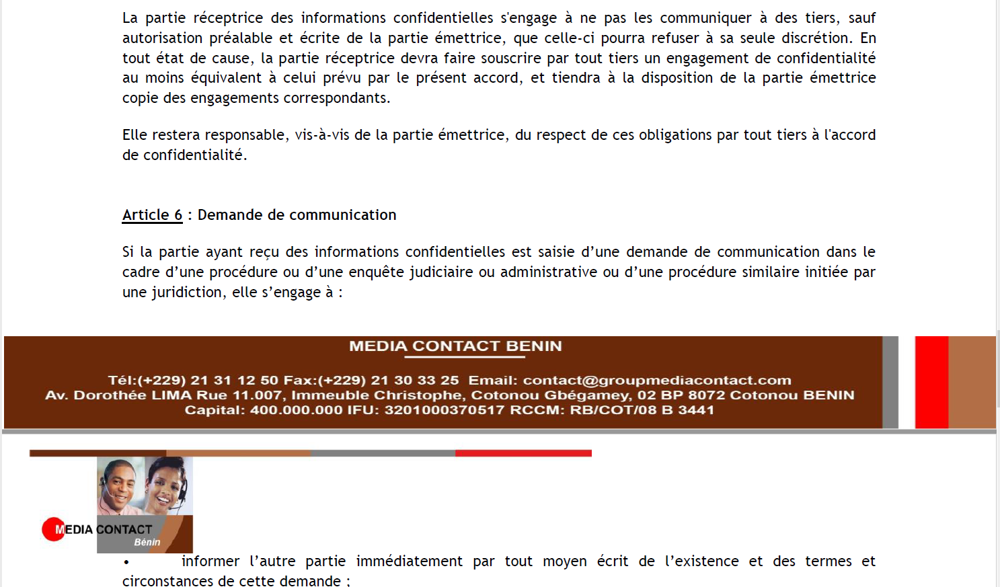 La partie réceptrice des informations confidentielles s'engage à ne pas les communiquer à des tiers, sauf
autorisation préalable et écrite de la partie émettrice, que celle-ci pourra refuser à sa seule discrétion. En
tout état de cause, la partie réceptrice devra faire souscrire par tout tiers un engagement de confidentialité
au moins équivalent à celui prévu par le présent accord, et tiendra à la disposition de la partie émettrice
copie des engagements correspondants.
Elle restera responsable, vis-à-vis de la partie émettrice, du respect de ces obligations par tout tiers à l'accord
de confidentialité.
Article 6 : Demande de communication
Si la partie ayant reçu des informations confidentielles est saisie d’une demande de communication dans le
cadre d’une procédure ou d’une enquête judiciaire ou administrative ou d’une procédure similaire initiée par
une juridiction, elle s’engage à :
MEDIA CONTACT BENIN
Tél:(+229) 21 31 12 50 Fax:(+229) 21 30 33 25 Email: contact@groupmediacontact.com
Av. Dorothée LIMA Rue 11.007, Immeuble Christophe, Cotonou Gbégamey, 02 BP 8072 Cotonou BENIN
Capital: 400.000.000 IFU: 3201000370517 RCCM: RB/COT/08 B 3441
MEDIA CONTACT
Bénin
• informer l’autre partie immédiatement par tout moyen écrit de l’existence et des termes et
circonstances de cette demande ;